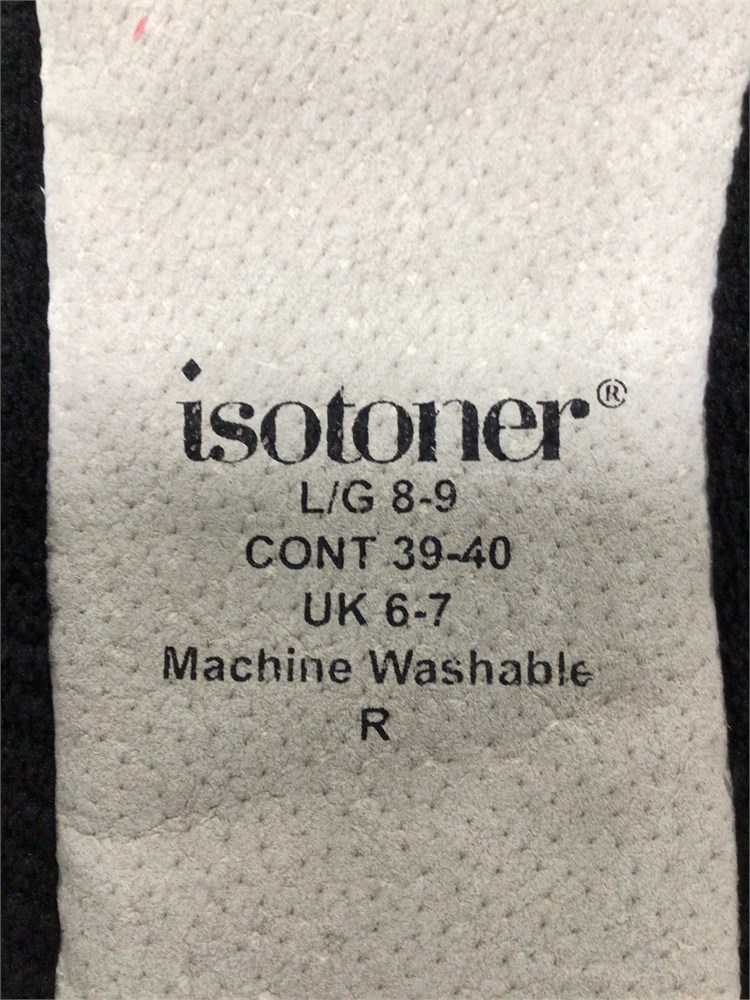 isotoner®
L/G 8-9
CONT 39-40
UK 6-7
Machine Washable
R